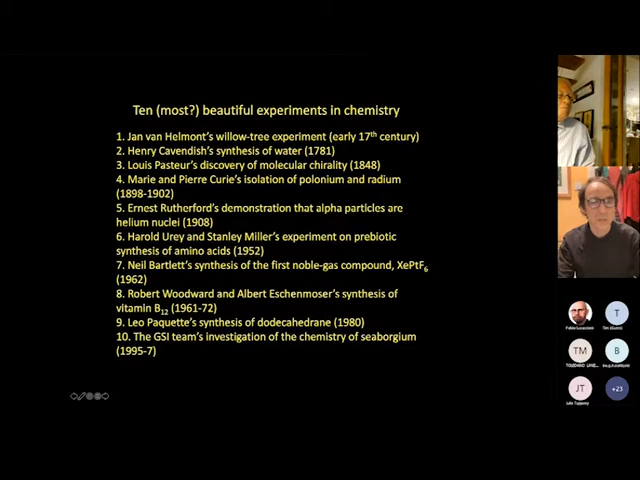 Ten (most?) beautiful experiments in chemistry
1. Jan van Helmont's willow-tree experiment (early 17th century)
2. Henry Cavendish's synthesis of water (1781)
3. Louis Pasteur's discovery of molecular chirality (1848)
4. Marie and Pierre Curie's isolation of polonium and radium
(1898-1902)
5. Ernest Rutherford's demonstration that alpha particles are
helium nuclei (1908)
6. Harold Urey and Stanley Miller's experiment on prebiotic
synthesis of amino acids (1952)
7. Neil Bartlett's synthesis of the first noble-gas compound, XePtF6
(1962)
8. Robert Woodward and Albert Eschenmoser's synthesis of
vitamin B12 (1961-72)
9. Leo Paquette's synthesis of dodecahedrane (1980)
10. The GSI team's investigation of the chemistry of seaborgium
(1995-7)
T
TM
B
JT
+23